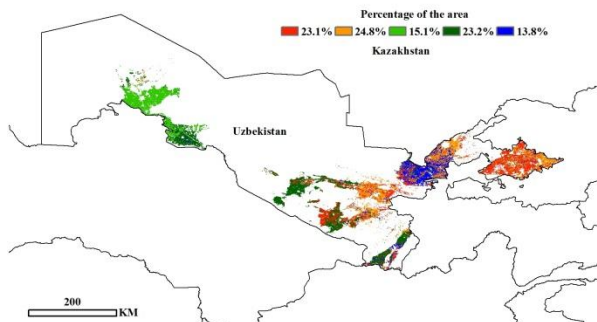 Percentage of the area
23.1% 24.8% 15.1% 23.2% 13.8%
Kazakhstan
Uzbekistan
200
KM